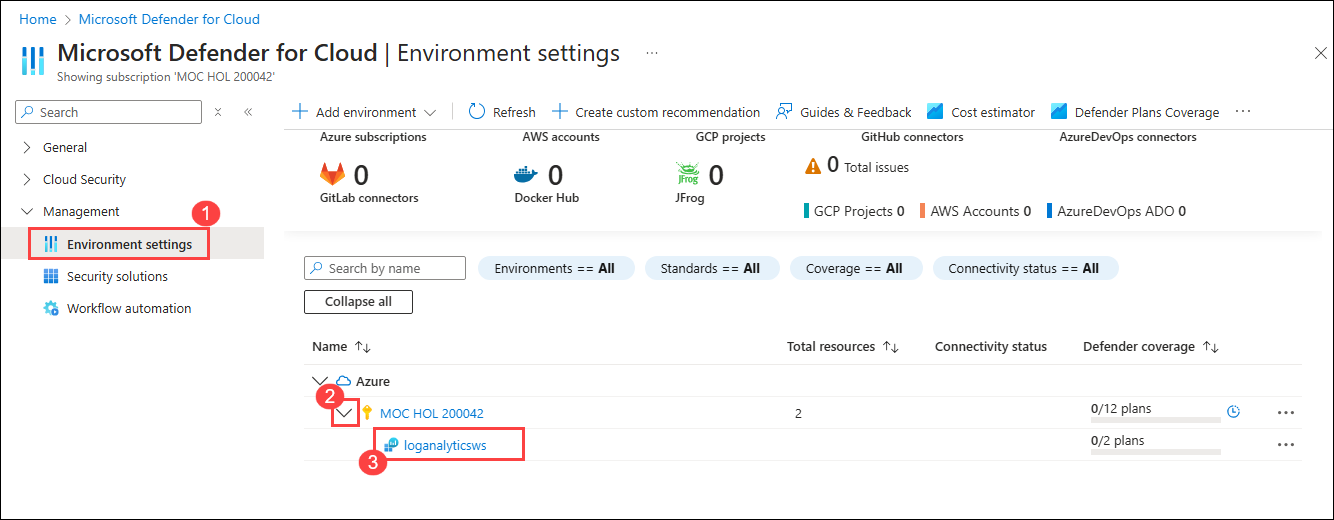 Home > Microsoft Defender for Cloud
Microsoft Defender for Cloud | Environment settings ...
Showing subscription 'MOC HOL 200042'
Search
General
Cloud Security
Management
1
Environment settings
Security solutions
Workflow automation
Add environment
Refresh
Create custom recommendation
Guides & Feedback
Cost estimator
Defender Plans Coverage
...
Azure subscriptions
AWS accounts
GCP projects
GitHub connectors
AzureDevOps connectors
0
GitLab connectors
0
Docker Hub
JFrog
0
JFrog
0 Total issues
GCP Projects 0
AWS Accounts 0
AzureDevOps ADO 0
Search by name
Environments == All
Standards == All
Coverage == All
Connectivity status == All
Collapse all
Name
Total resources
Connectivity status
Defender coverage
Azure
2
MOC HOL 200042
2
0/12 plans
...
loganalyticsws
0/2 plans
...
3